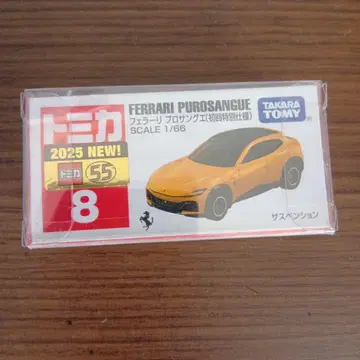 トミカ
2025 NEW!
トミカ 55
8
FERRARI PUROSANGUE
フェラーリ プロサングエ(初回特別仕様)
SCALE 1/66
TAKARA
TOMY
サスペンション